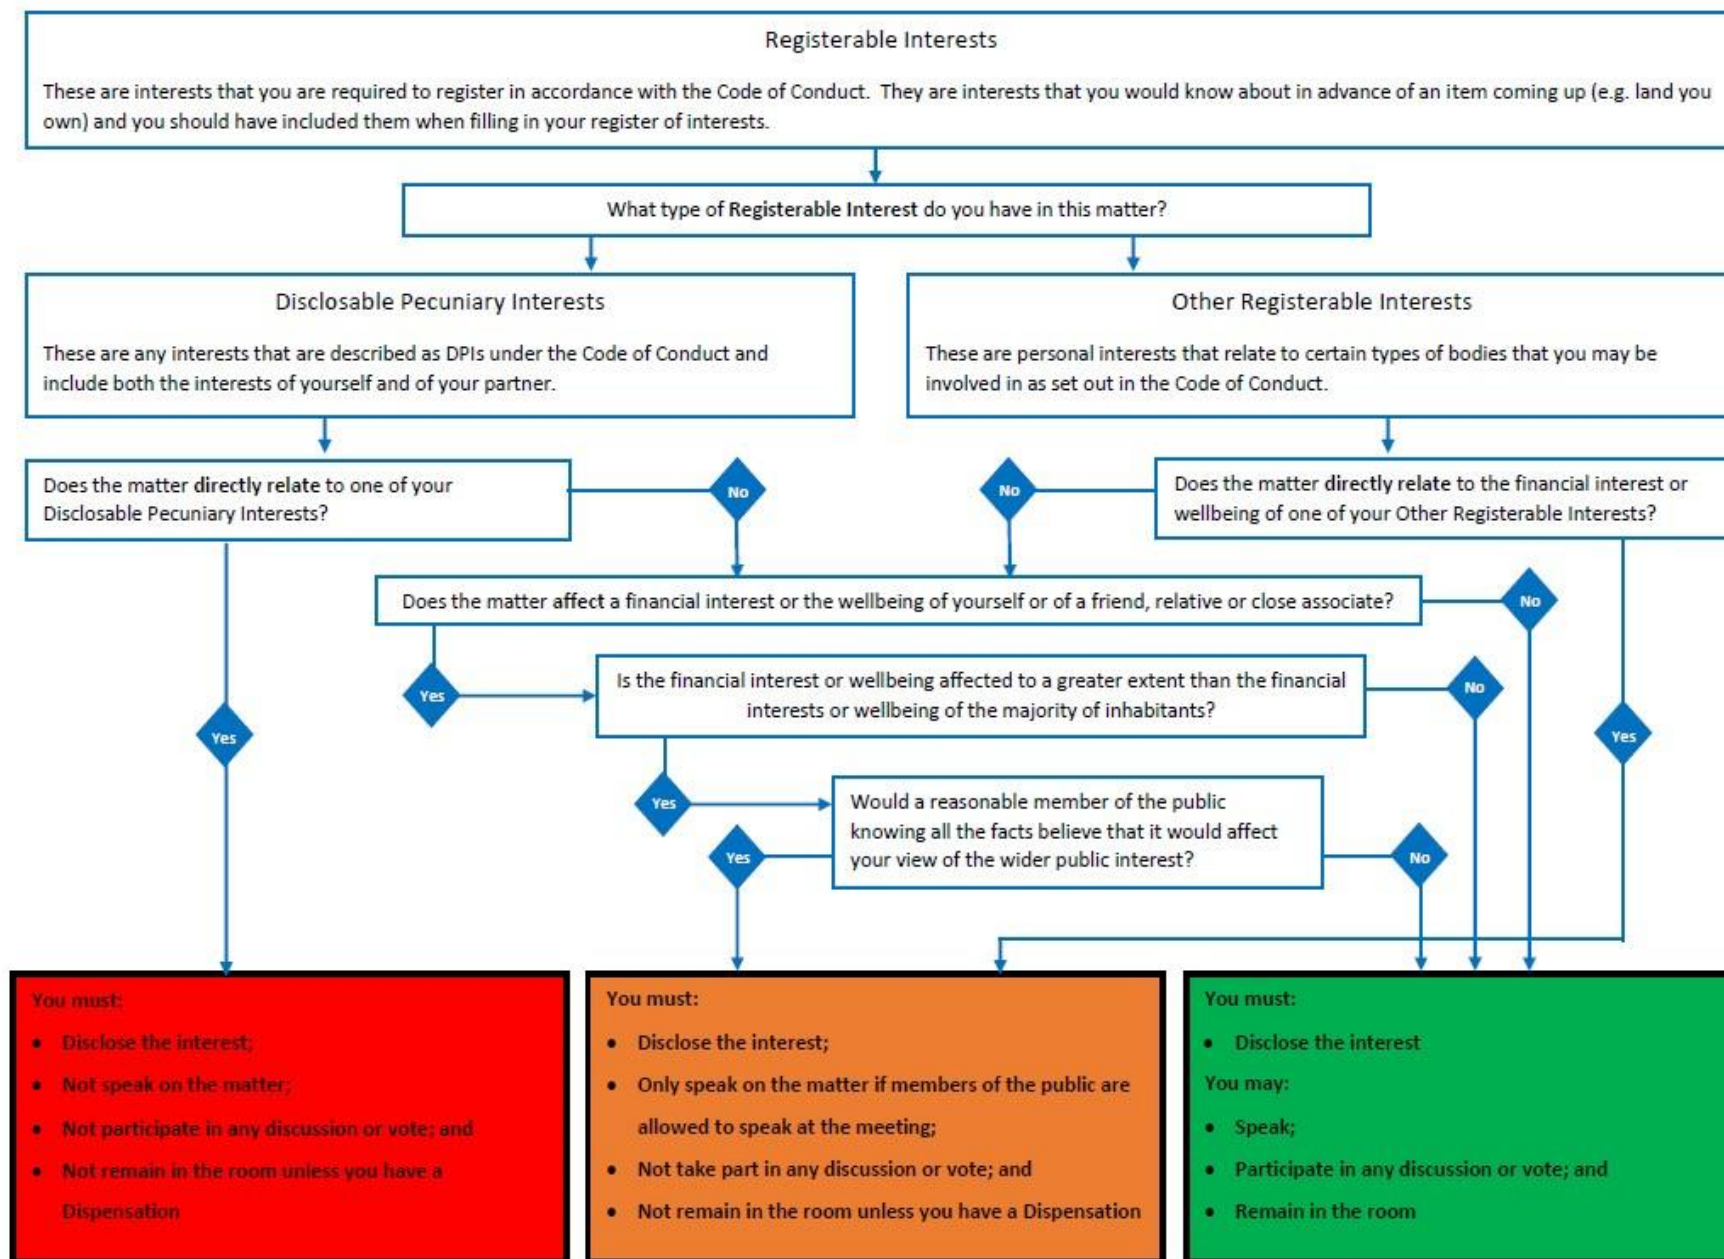 Registerable Interests
These are interests that you are required to register in accordance with the Code of Conduct. They are interests that you would know about in advance of an item coming up (e.g. land you
own) and you should have included them when filling in your register of interests.
What type of Registerable Interest do you have in this matter?
Disclosable Pecuniary Interests
These are any interests that are described as DPIs under the Code of Conduct and
include both the interests of yourself and of your partner.
Other Registerable Interests
These are personal interests that relate to certain types of bodies that you may be
involved in as set out in the Code of Conduct.
Does the matter directly relate to one of your
Disclosable Pecuniary Interests?
No
No
Does the matter directly relate to the financial interest or
wellbeing of one of your Other Registerable Interests?
Does the matter affect a financial interest or the wellbeing of yourself or of a friend, relative or close associate?
No
Yes
Is the financial interest or wellbeing affected to a greater extent than the financial
interests or wellbeing of the majority of inhabitants?
No
Yes
Yes
Yes
Would a reasonable member of the public
knowing all the facts believe that it would affect
your view of the wider public interest?
Yes
No
You must:
• Disclose the interest;
• Not speak on the matter;
• Not participate in any discussion or vote; and
• Not remain in the room unless you have a
Dispensation
You must:
• Disclose the interest;
• Only speak on the matter if members of the public are
allowed to speak at the meeting;
• Not take part in any discussion or vote; and
• Not remain in the room unless you have a Dispensation
You must:
• Disclose the interest
You may:
• Speak;
• Participate in any discussion or vote; and
• Remain in the room